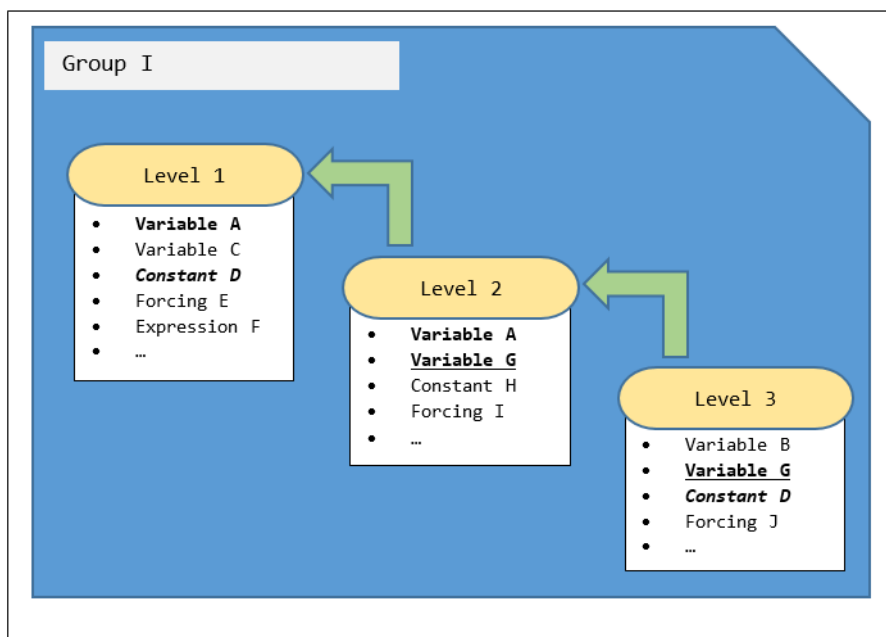 Group I
Level 1
• Variable A
• Variable C
• Constant D
• Forcing E
• Expression F
• …
Level 2
• Variable A
• Variable G
• Constant H
• Forcing I
• …
Level 3
• Variable B
• Variable G
• Constant D
• Forcing J
• …